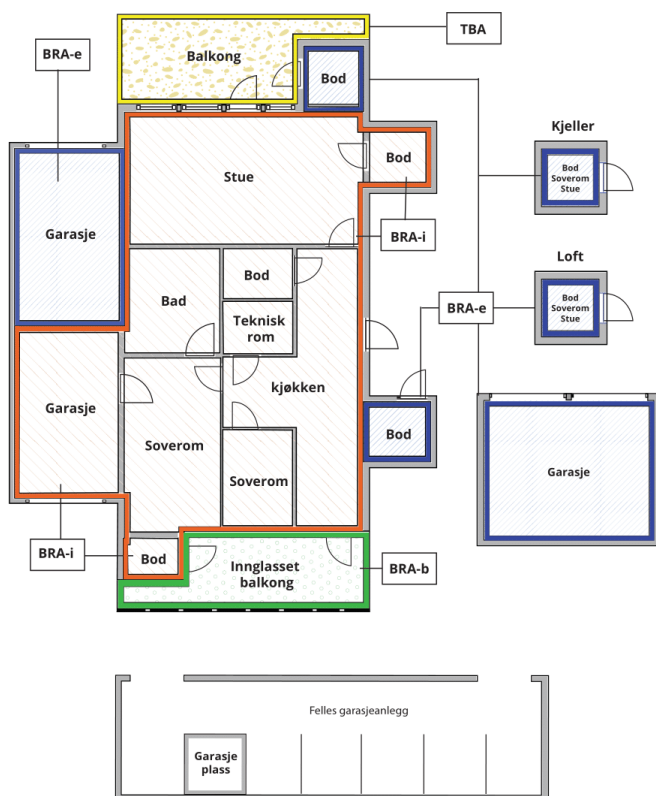 TBA
BRA-e
Balkong
Bod
Kjeller
Bod
Bod
Soverom
Stue
Stue
Garasje
BRA-i
Loft
Bod
Bad
BRA-e
Bod
Soverom
Stue
Teknisk
rom
kjøkken
Garasje
Bod
Soverom
Garasje
Soverom
BRA-i
Bod
Innglasset
balkong
BRA-b
Felles garasjeanlegg
Garasje
plass